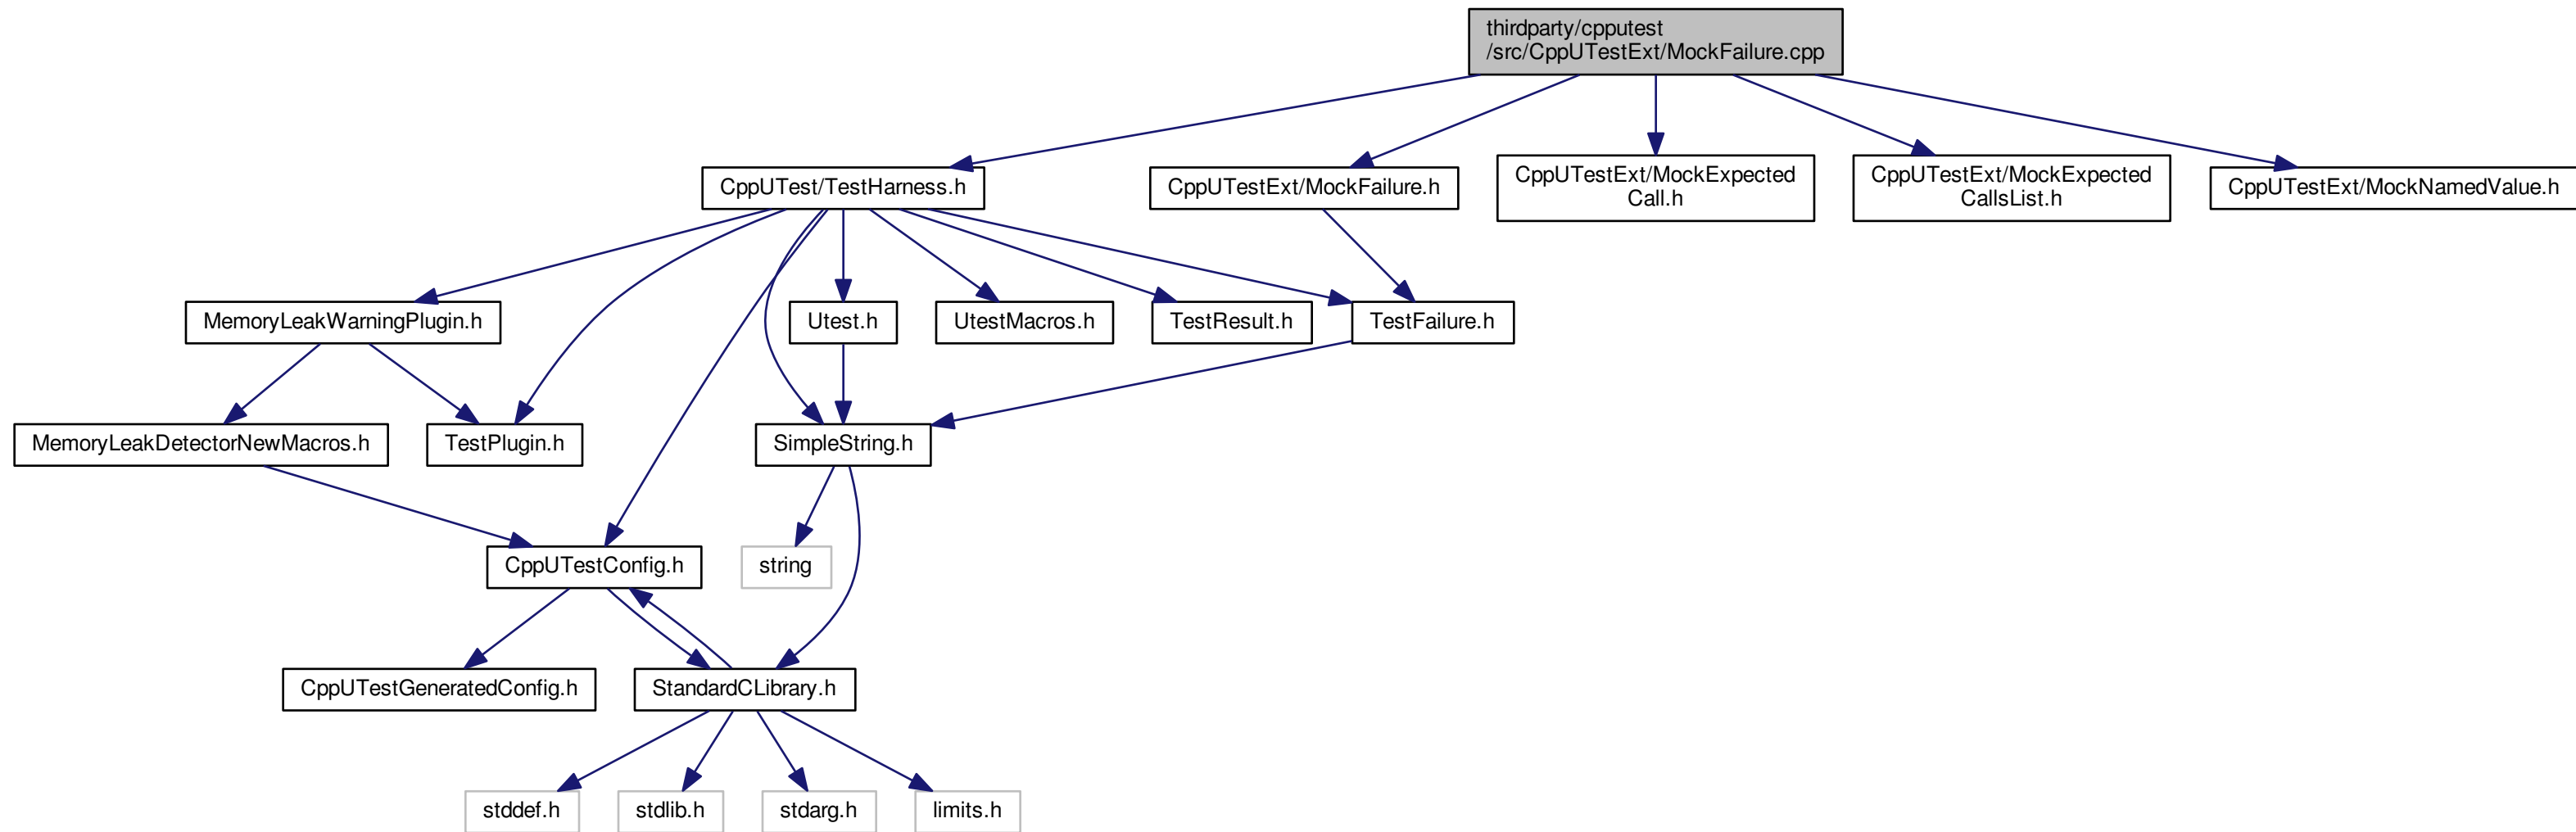 thirdparty/cpputest
/src/CppUTestExt/MockFailure.cpp
CppUTest/TestHarness.h
CppUTestExt/MockFailure.h
CppUTestExt/MockExpected
Call.h
CppUTestExt/MockExpected
CallsList.h
CppUTestExt/MockNamedValue.h
MemoryLeakWarningPlugin.h
Utest.h
UtestMacros.h
TestResult.h
TestFailure.h
MemoryLeakDetectorNewMacros.h
TestPlugin.h
SimpleString.h
CppUTestConfig.h
string
CppUTestGeneratedConfig.h
StandardCLibrary.h
stddef.h
stdlib.h
stdarg.h
limits.h